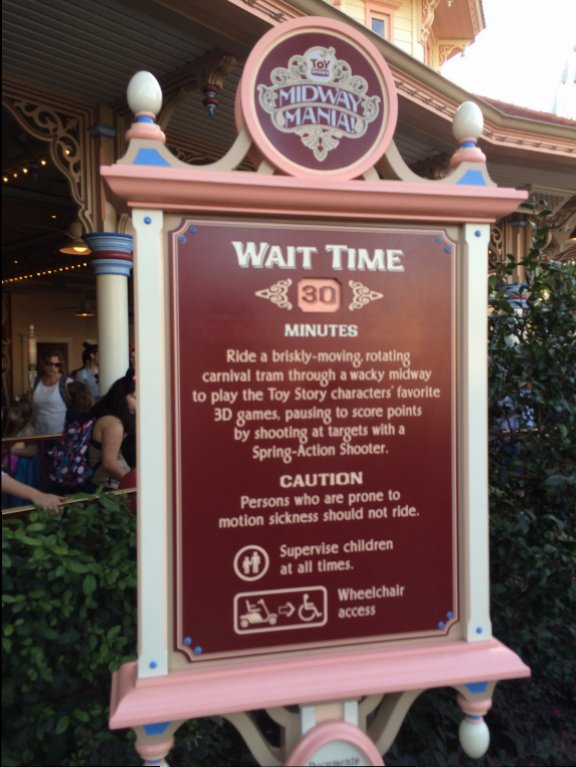 TOY
STORY
MIDWAY
MANIA!
WAIT TIME
30
MINUTES
Ride a briskly-moving, rotating
carnival tram through a wacky midway
to play the Toy Story characters' favorite
3D games, pausing to score points
by shooting at targets with a
Spring-Action Shooter.
CAUTION
Persons who are prone to
motion sickness should not ride.
Supervise children
at all times.
Wheelchair
access